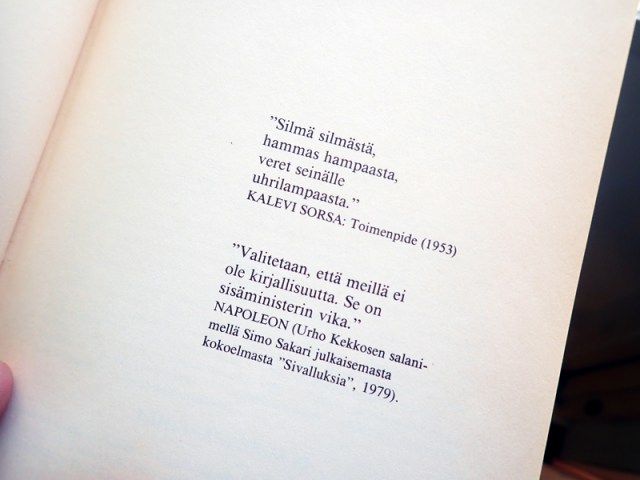 ”Silmä silmästä,
hammas hampaasta,
veret seinälle
uhrilampaasta.”
KALEVI SORSA: Toimenpide (1953)
”Valitetaan, että meillä ei
ole kirjallisuutta. Se on
sisäministerin vika.”
NAPOLEON (Urho Kekkosen salani-
mellä Simo Sakari julkaisemasta
kokoelmasta ”Sivalluksia”, 1979).